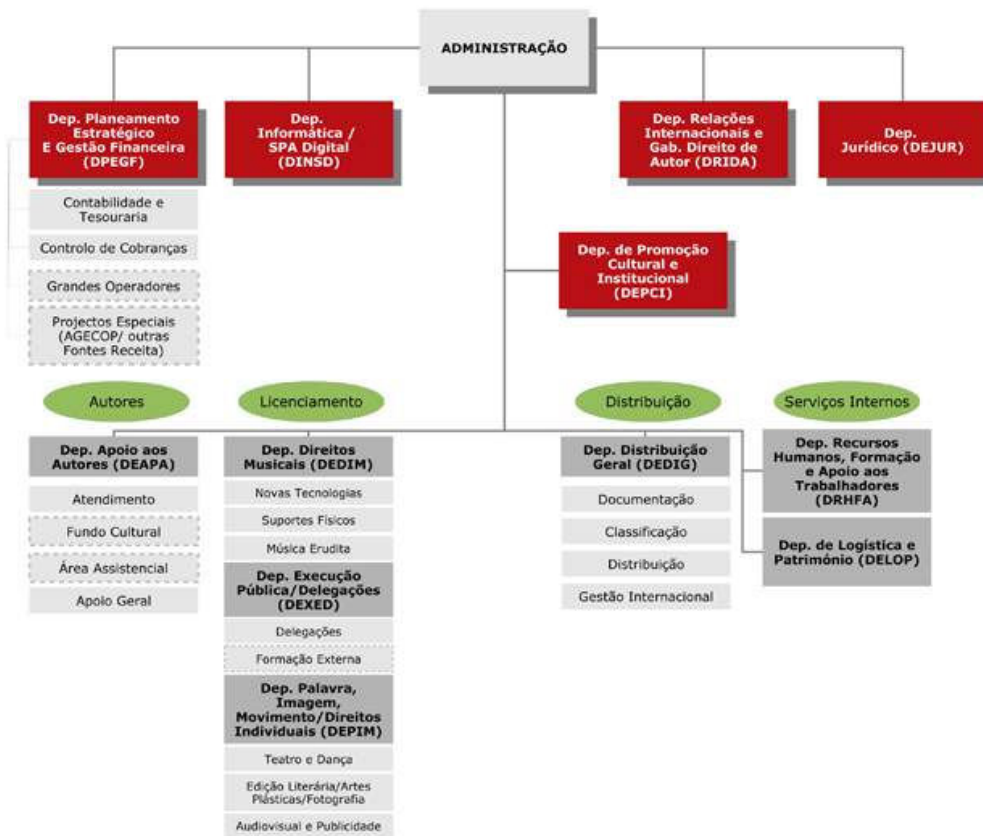 ADMINISTRAÇÃO
Dep. Planeamento
Estratégico
E Gestão Financeira
(DPEGF)
Dep.
Informática /
SPA Digital
(DINSD)
Dep. Relações
Internacionais e
Gab. Direito de
Autor (DRIDA)
Dep.
Jurídico (DEJUR)
Contabilidade e
Tesouraria
Controlo de Cobranças
Grandes Operadores
Projectos Especiais
(AGECOP/ outras
Fontes Receita)
Dep. de Promoção
Cultural e
Institucional
(DEPCI)
Autores
Licenciamento
Distribuição
Serviços Internos
Dep. Apoio aos
Autores (DEAPA)
Atendimento
Fundo Cultural
Área Assistencial
Apoio Geral
Dep. Direitos
Musicais (DEDIM)
Novas Tecnologias
Suportes Físicos
Música Erudita
Dep. Execução
Pública/Delegações
(DEXED)
Delegações
Formação Externa
Dep. Palavra,
Imagem,
Movimento/Direitos
Individuais (DEPIM)
Teatro e Dança
Edição Literária/Artes
Plásticas/Fotografia
Audiovisual e Publicidade
Dep. Distribuição
Geral (DEDIG)
Documentação
Classificação
Distribuição
Gestão Internacional
Dep. Recursos
Humanos, Formação
e Apoio aos
Trabalhadores
(DRHFA)
Dep. de Logística e
Património (DELOP)